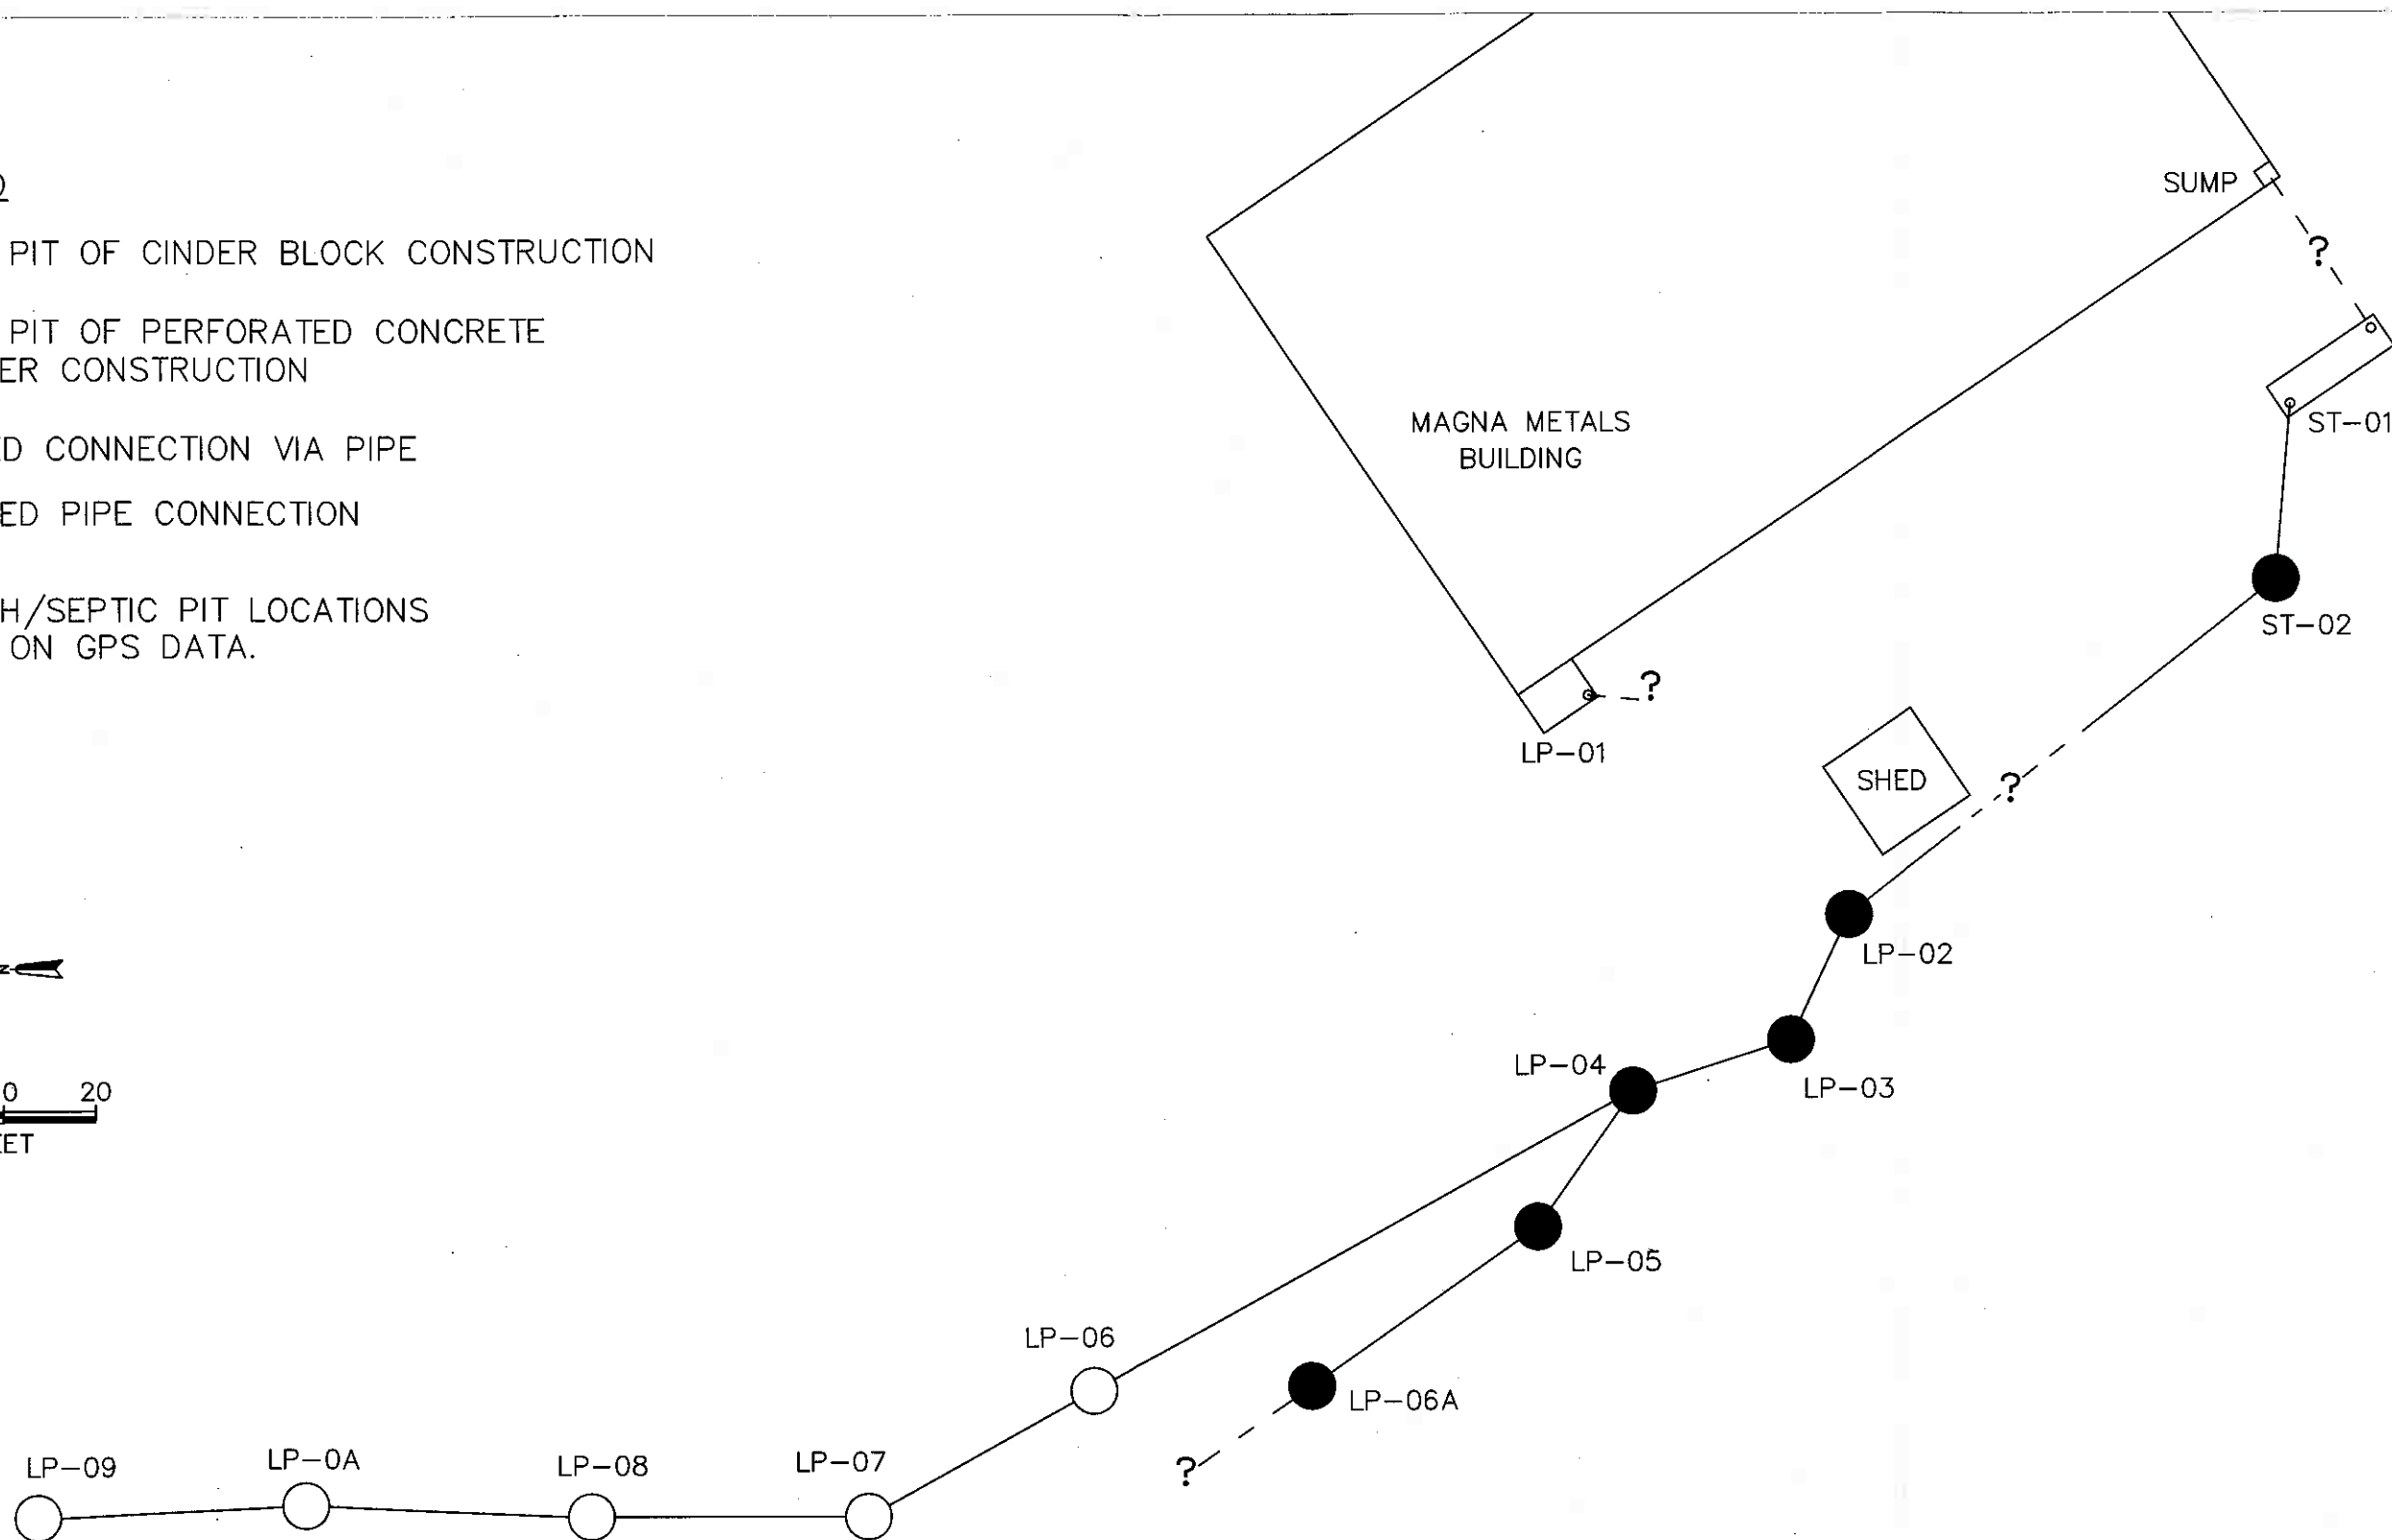 PIT OF CINDER BLOCK CONSTRUCTION
PIT OF PERFORATED CONCRETE
ER CONSTRUCTION
ED CONNECTION VIA PIPE
ED PIPE CONNECTION
H/SEPTIC PIT LOCATIONS
ON GPS DATA.
SUMP
?
MAGNA METALS
BUILDING
ST-01
ST-02
?
LP-01
SHED
?
LP-02
Z
LP-04
LP-03
0 20
EET
LP-05
LP-06
LP-06A
LP-09
LP-0A
LP-08
LP-07
?